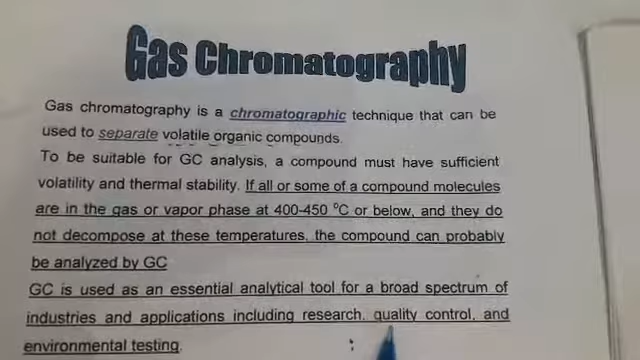 Gas Chromatography
Gas chromatography is a chromatographic technique that can be
used to separate volatile organic compounds.
To be suitable for GC analysis, a compound must have sufficient
volatility and thermal stability. If all or some of a compound molecules
are in the gas or vapor phase at 400-450 ºC or below, and they do
not decompose at these temperatures, the compound can probably
be analyzed by GC
GC is used as an essential analytical tool for a broad spectrum of
industries and applications including research, quality control, and
environmental testing.